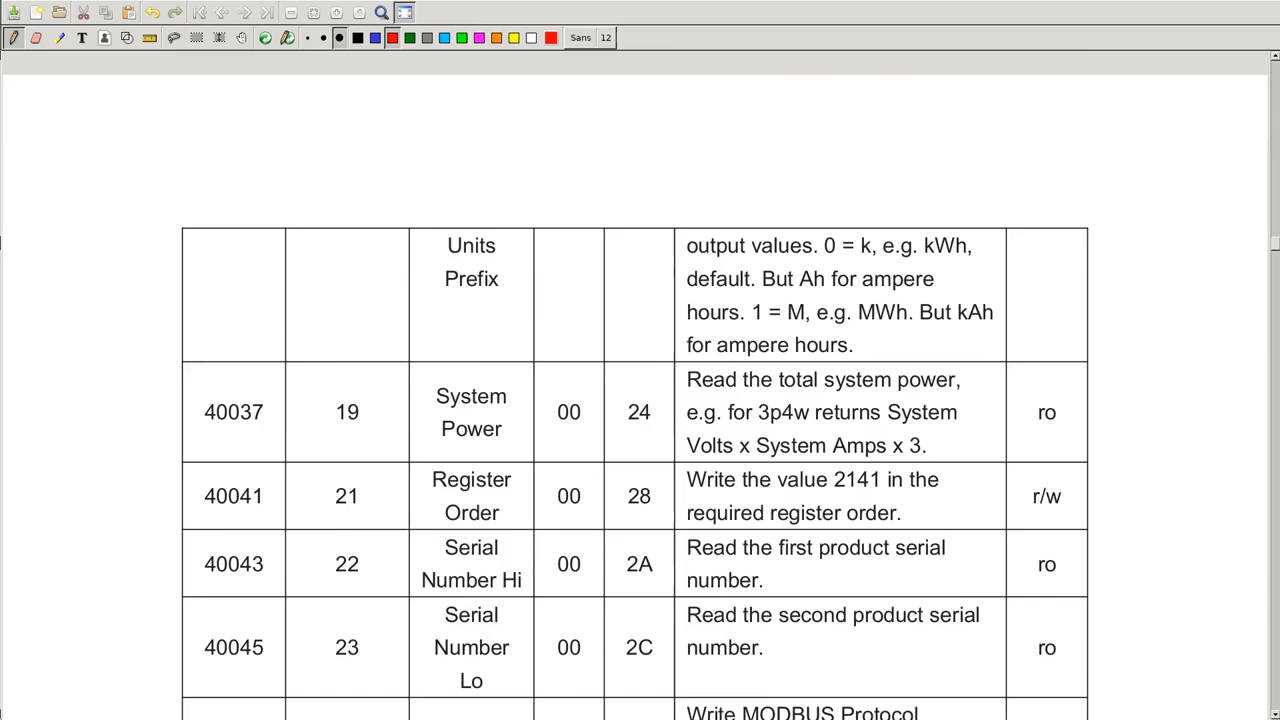 T
Sans 12
Units
Prefix
output values. 0 = k, e.g. kWh,
default. But Ah for ampere
hours. 1 = M, e.g. MWh. But kAh
for ampere hours.
40037 19 System
Power 00 24 Read the total system power,
e.g. for 3p4w returns System
Volts x System Amps x 3. ro
40041 21 Register
Order 00 28 Write the value 2141 in the
required register order. r/w
40043 22 Serial
Number Hi 00 2A Read the first product serial
number. ro
40045 23 Serial
Number
Lo 00 2C Read the second product serial
number. ro
Write MODBUS Protocol